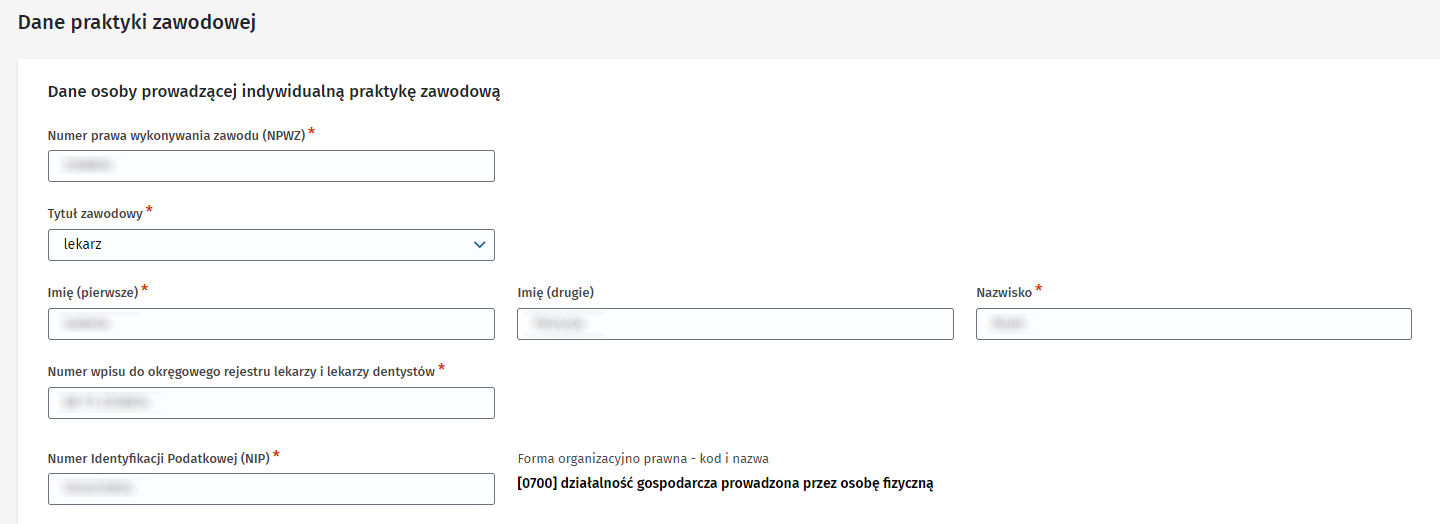 Dane praktyki zawodowej
Dane osoby prowadzącej indywidualną praktykę zawodową
Numer prawa wykonywania zawodu (NPWZ) *
Tytuł zawodowy *
lekarz
Imię (pierwsze) *
Imię (drugie)
Nazwisko *
Numer wpisu do okręgowego rejestru lekarzy i lekarzy dentystów *
Numer Identyfikacji Podatkowej (NIP) *
Forma organizacyjno prawna - kod i nazwa
[0700] działalność gospodarcza prowadzona przez osobę fizyczną